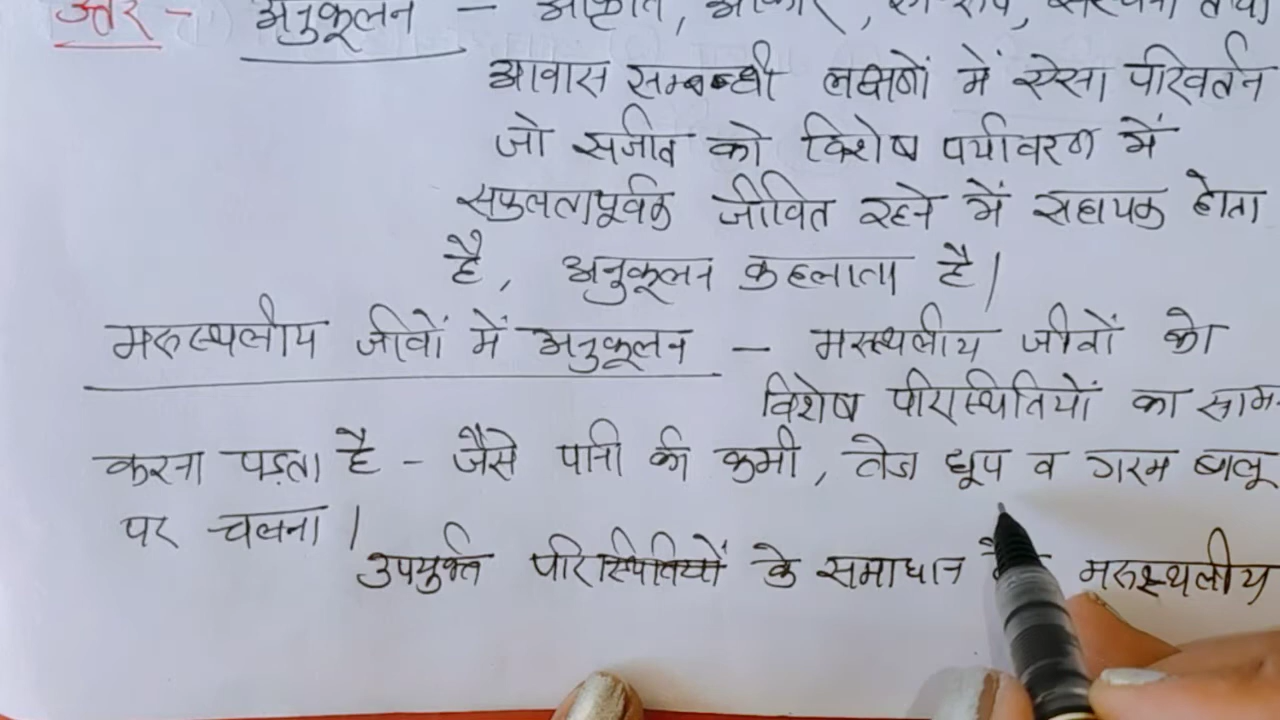 उत्तर - अनुकूलन - आकृति, आकार,
आवास सम्बन्धी लक्षणों में ऐसा परिवर्तन
जो सजीव को विशेष पर्यावरण में
सफलतापूर्वक जीवित रहने में सहायक होता
है, अनुकूलन कहलाता है।
मरुस्थलीय जीवों में अनुकूलन - मरुस्थलीय जीवों को
विशेष परिस्थितियों का साम-
करना पड़ता है - जैसे पानी की कमी, तेज धूप व गरम बालू
पर चलना।
उपर्युक्त परिस्थितियों के समाधान मरुस्थलीय